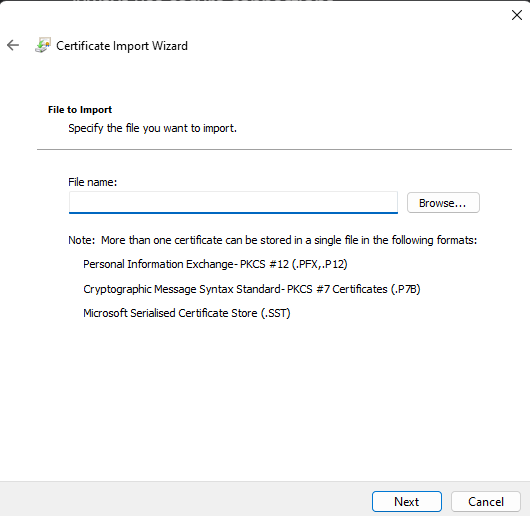 Certificate Import Wizard
File to Import
Specify the file you want to import.
File name:
Browse...
Note: More than one certificate can be stored in a single file in the following formats:
Personal Information Exchange- PKCS #12 (.PFX,.P12)
Cryptographic Message Syntax Standard- PKCS #7 Certificates (.P7B)
Microsoft Serialised Certificate Store (.SST)
Next
Cancel